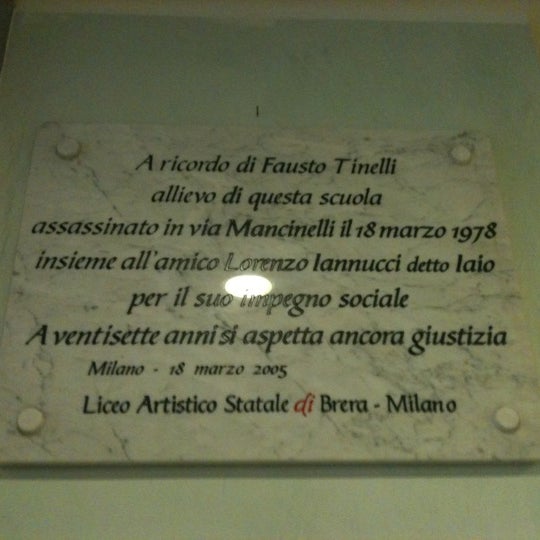 A ricordo di Fausto Tinelli
allievo di questa scuola
assassinato in via Mancinelli il 18 marzo 1978
insieme all'amico Lorenzo Iannucci detto Iaio
per il suo impegno sociale
A ventisette anni si aspetta ancora giustizia
Milano - 18 marzo 2005
Liceo Artistico Statale di Brera - Milano